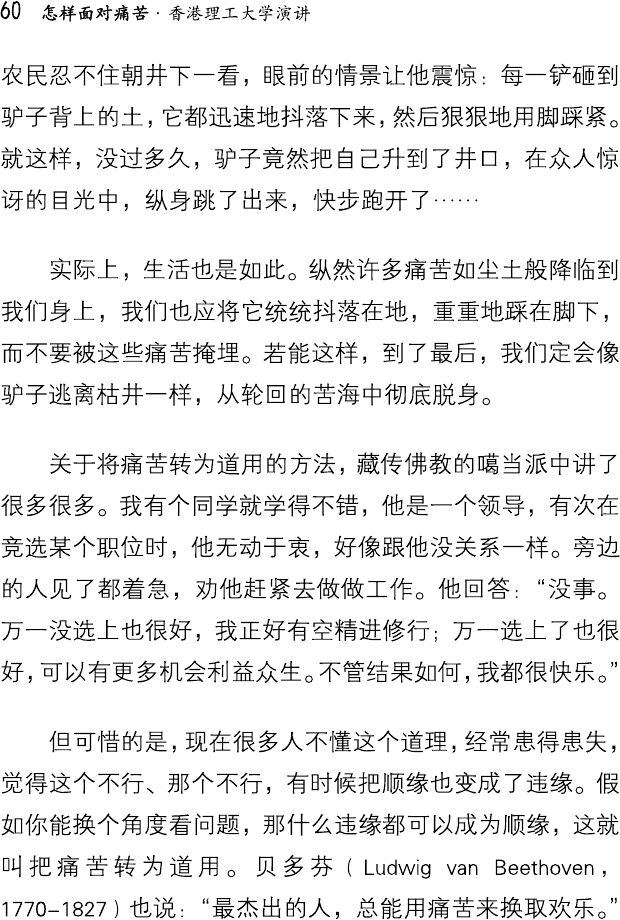 60 怎样面对痛苦 · 香港理工大学演讲
农民忍不住朝井下一看，眼前的情景让他震惊：每一铲砸到
驴子背上的土，它都迅速地抖落下来，然后狠狠地用脚踩紧。
就这样，没过多久，驴子竟然把自己升到了井口，在众人惊
讶的目光中，纵身跳了出来，快步跑开了……
实际上，生活也是如此。纵然许多痛苦如尘土般降临到
我们身上，我们也应将它统统抖落在地，重重地踩在脚下，
而不要被这些痛苦掩埋。若能这样，到了最后，我们定会像
驴子逃离枯井一样，从轮回的苦海中彻底脱身。
关于将痛苦转为道用的方法，藏传佛教的噶当派中讲了
很多很多。我有个同学就学得不错，他是一个领导，有次在
竞选某个职位时，他无动于衷，好像跟他没关系一样。旁边
的人见了都着急，劝他赶紧去做做工作。他回答：“没事。
万一没选上也很好，我正好有空精进修行；万一选上了也很
好，可以有更多机会利益众生。不管结果如何，我都很快乐。”
但可惜的是，现在很多人不懂这个道理，经常患得患失，
觉得这个不行、那个不行，有时候把顺缘也变成了违缘。假
如你能换个角度看问题，那什么违缘都可以成为顺缘，这就
叫把痛苦转为道用。贝多芬（Ludwig van Beethoven，
1770–1827）也说：“最杰出的人，总能用痛苦来换取欢乐。”